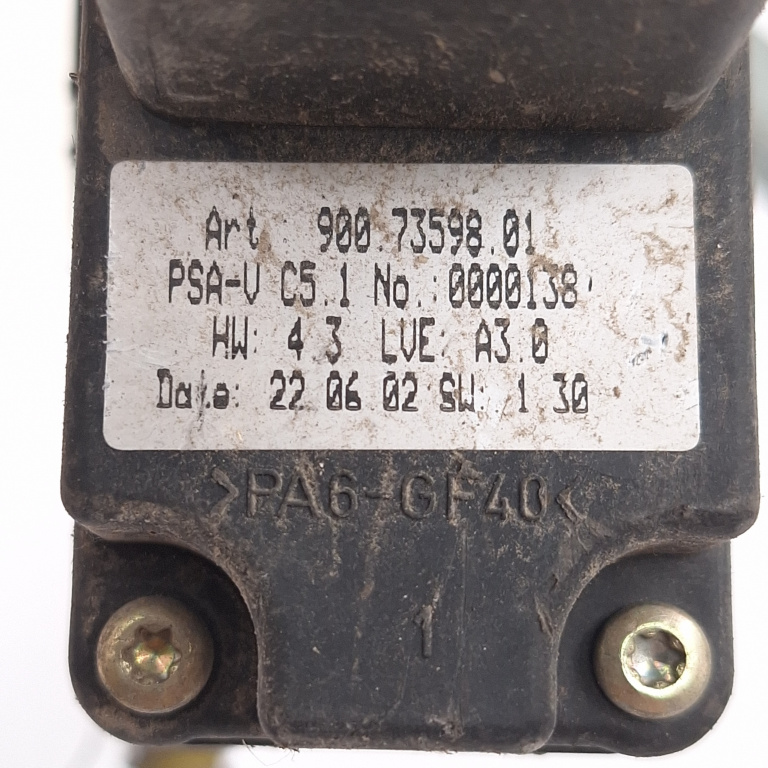 Art. 900.73598.01
PSA-V C5.1 No.:0000138
HW: 4.3 LVE: A3.0
Date: 22.06.02 SW: 1.30
>PA6-GF40<
1